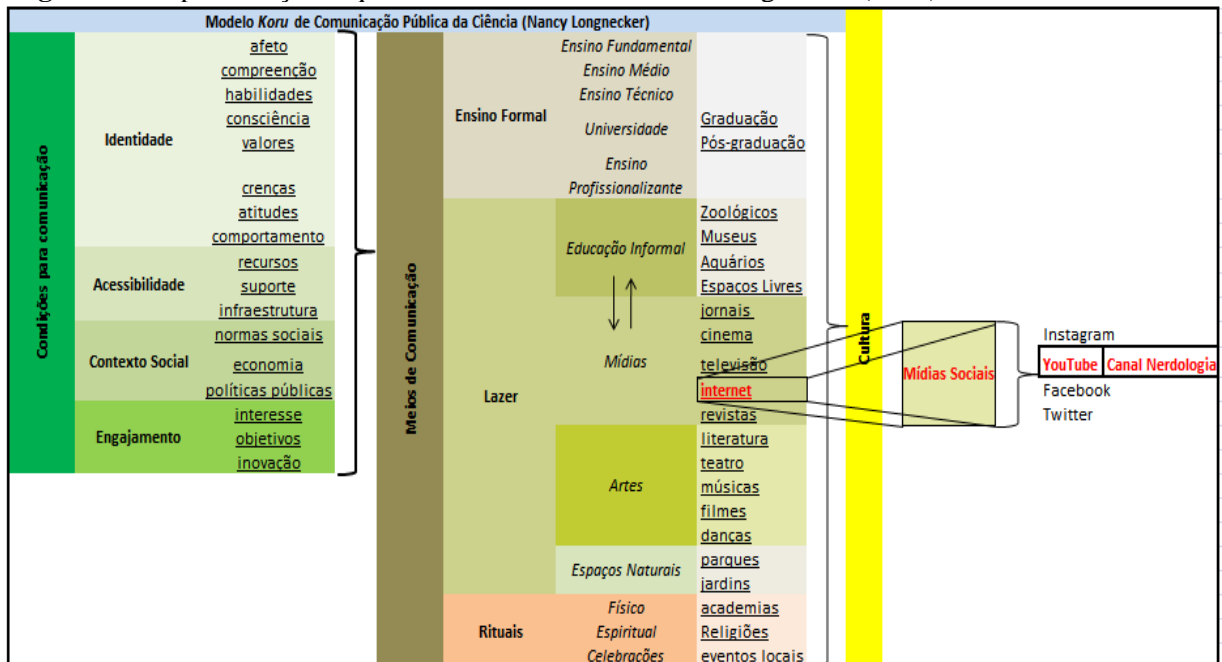 Modelo Koru de Comunicação Pública da Ciência (Nancy Longnecker)
Condições para comunicação
Identidade
afeto
compreenção
habilidades
consciência
valores
crenças
atitudes
comportamento
Acessibilidade
recursos
suporte
infraestrutura
Contexto Social
normas sociais
economia
políticas públicas
Engajamento
interesse
objetivos
inovação
Meios de Comunicação
Ensino Formal
Ensino Fundamental
Ensino Médio
Ensino Técnico
Universidade
Graduação
Pós-graduação
Ensino
Profissionalizante
Lazer
Educação Informal
Zoológicos
Museus
Aquários
Espaços Livres
Mídias
jornais
cinema
televisão
internet
revistas
Artes
literatura
teatro
músicas
filmes
danças
Espaços Naturais
parques
jardins
Rituais
Físico
academias
Espiritual
Religiões
Celebrações
eventos locais
Cultura
Mídias Sociais
Instagram
YouTube Canal Nerdologia
Facebook
Twitter